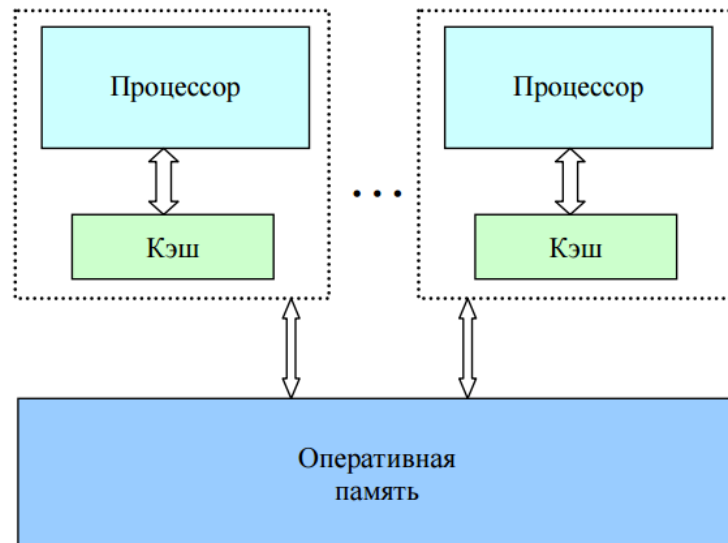 Процессор
Процессор
...
Кэш
Кэш
Оперативная
память